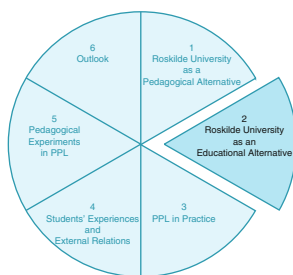 1
Roskilde University
as a
Pedagogical Alternative
2
Roskilde University
as an
Educational Alternative
3
PPL in Practice
4
Students' Experiences
and
External Relations
5
Pedagogical
Experiments
in PPL
6
Outlook